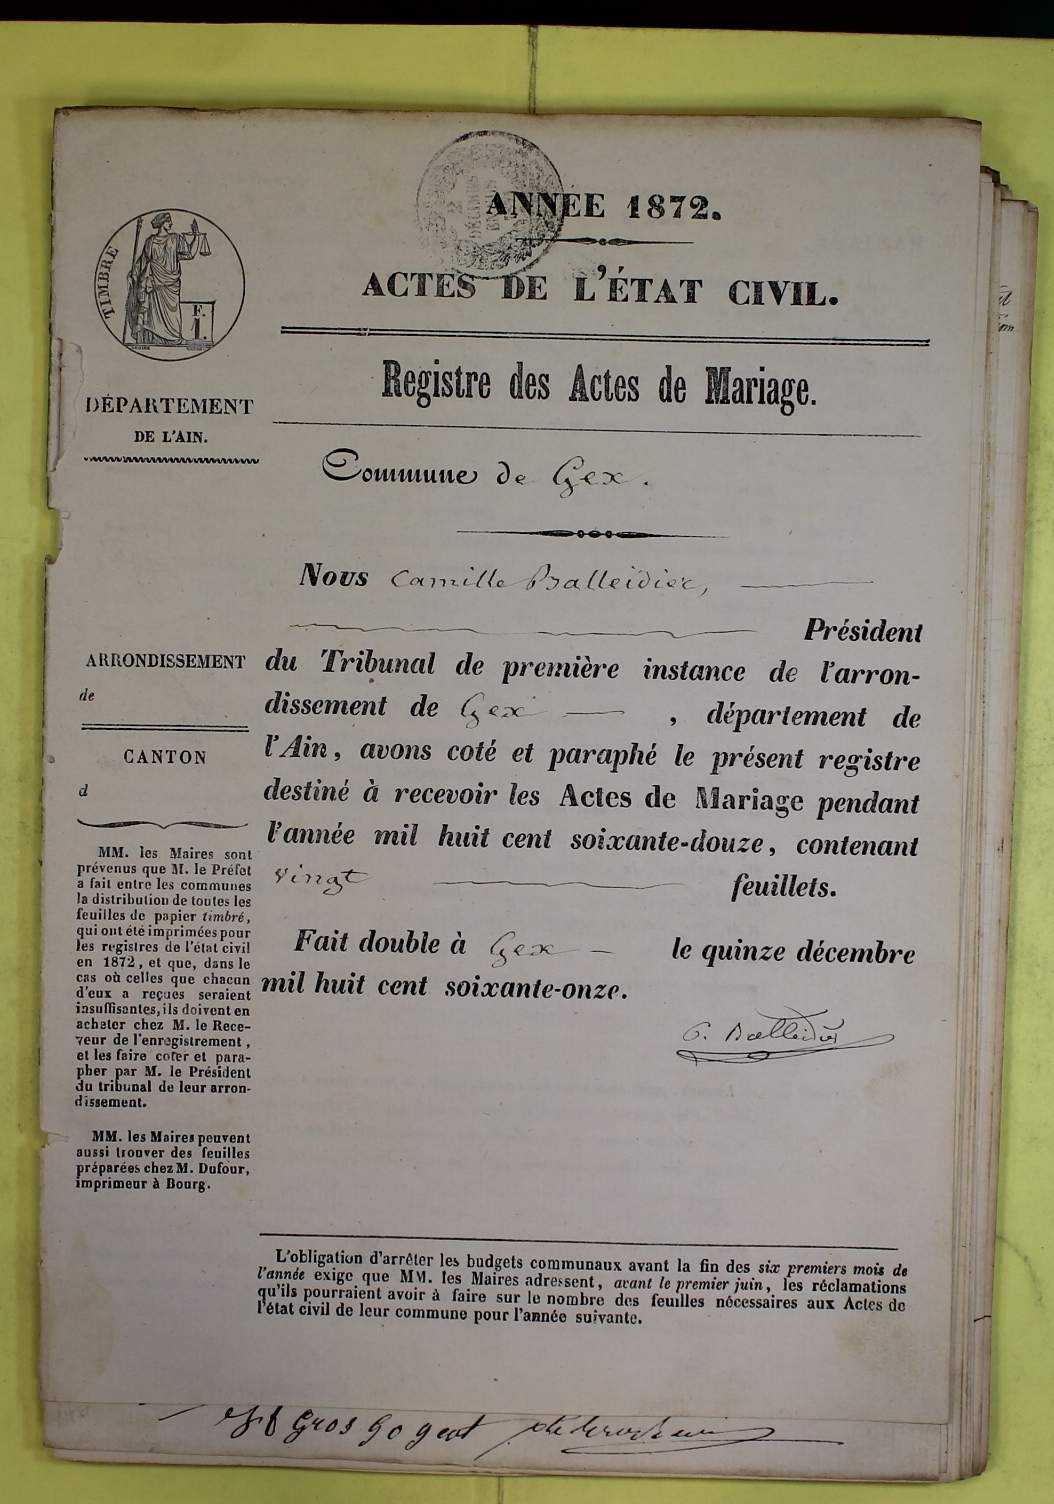 ANNÉE 1872.
ACTES DE L'ÉTAT CIVIL.
Registre des Actes de Mariage.
Commune de Gex.
TIMBRE
F.
1.
DÉPARTEMENT
DE L'AIN.
ARRONDISSEMENT
de
CANTON
d
MM. les Maires sont
prévenus que M. le Préfet
a fait entre les communes
la distribution de toutes les
feuilles de papier timbré,
qui ont été imprimées pour
les registres de l'état civil
en 1872, et que, dans le
cas où celles que chacun
d'eux a reçues seraient
insuffisantes, ils doivent en
acheter chez M. le Rece-
veur de l'enregistrement,
et les faire coter et para-
pher par M. le Président
du tribunal de leur arron-
dissement.
MM. les Maires peuvent
aussi trouver des feuilles
préparées chez M. Dufour,
imprimeur à Bourg.
Nous Camille Balleidier,
Président
du Tribunal de première instance de l'arron-
dissement de Gex, département de
l'Ain, avons coté et paraphé le présent registre
destiné à recevoir les Actes de Mariage pendant
l'année mil huit cent soixante-douze, contenant
vingt feuillets.
Fait double à Gex le quinze décembre
mil huit cent soixante-onze.
C. Balleidier
L'obligation d'arrêter les budgets communaux avant la fin des six premiers mois de
l'année exige que MM. les Maires adressent, avant le premier juin, les réclamations
qu'ils pourraient avoir à faire sur le nombre des feuilles nécessaires aux Actes de
l'état civil de leur commune pour l'année suivante.
Gros